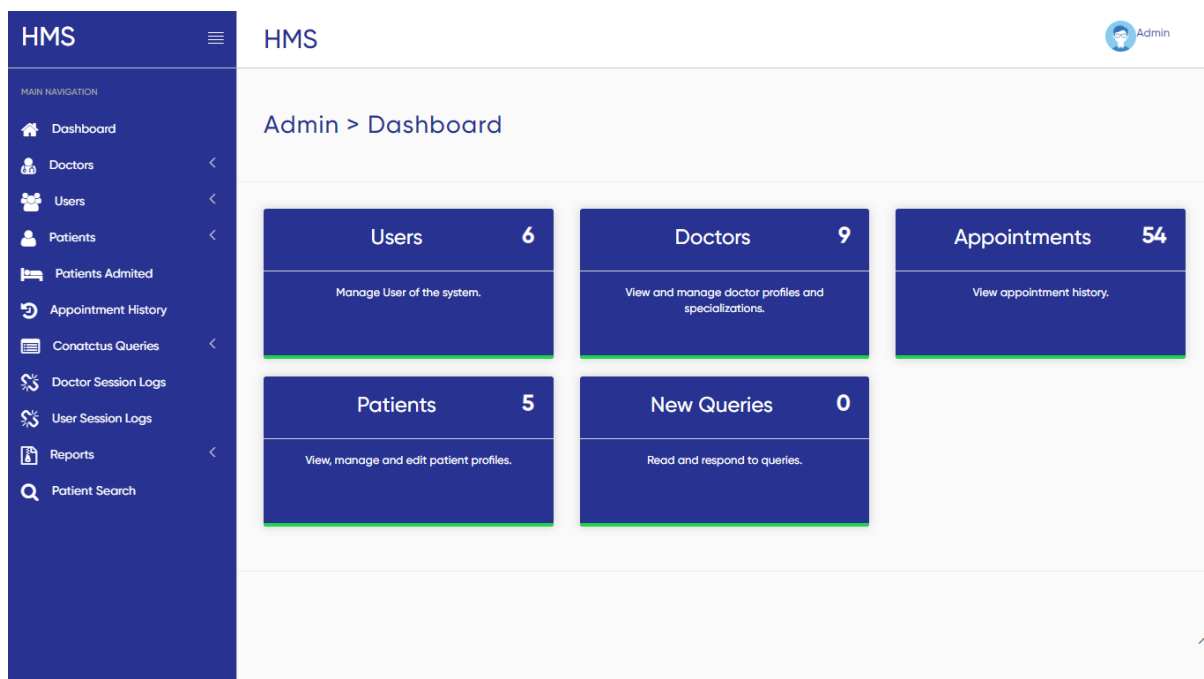 HMS
MAIN NAVIGATION
Dashboard
Doctors
Users
Patients
Patients Admited
Appointment History
Conatctus Queries
Doctor Session Logs
User Session Logs
Reports
Patient Search
HMS
Admin
Admin > Dashboard
Users 6
Manage User of the system.
Doctors 9
View and manage doctor profiles and
specializations.
Appointments 54
View appointment history.
Patients 5
View, manage and edit patient profiles.
New Queries 0
Read and respond to queries.